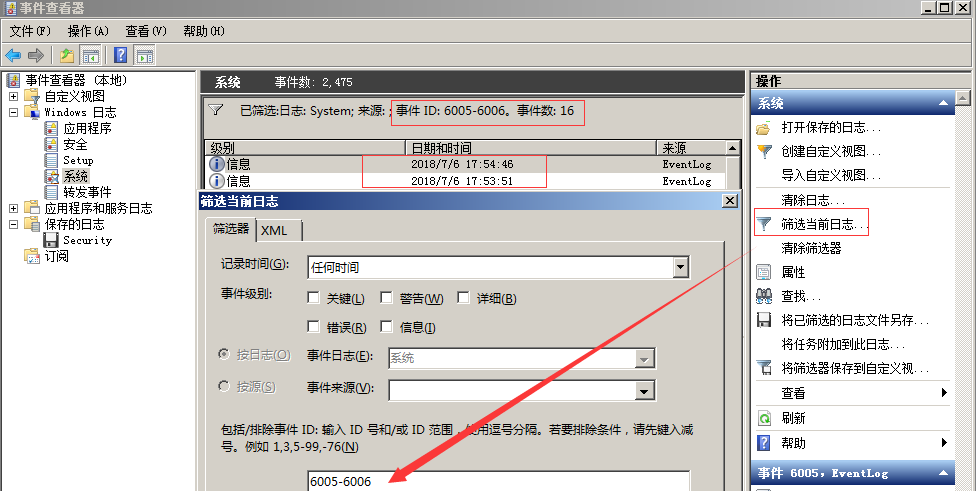 事件查看器
文件(F) 操作(A) 查看(V) 帮助(H)
事件查看器 (本地)
自定义视图
Windows 日志
应用程序
安全
Setup
系统
转发事件
应用程序和服务日志
保存的日志
Security
订阅
系统 事件数: 2,475
已筛选:日志: System; 来源: ; 事件 ID: 6005-6006。事件数: 16
级别 日期和时间 来源
信息 2018/7/6 17:54:46 EventLog
信息 2018/7/6 17:53:51 EventLog
筛选当前日志
筛选器 XML
记录时间(G): 任何时间
事件级别: 关键(L) 警告(W) 详细(B)
错误(R) 信息(I)
按日志(O) 事件日志(E): 系统
按源(S) 事件来源(V):
包括/排除事件 ID: 输入 ID 号和/或 ID 范围，使用逗号分隔。若要排除条件，请先键入减
号。例如 1,3,5-99,-76(N)
6005-6006
操作
系统
打开保存的日志...
创建自定义视图...
导入自定义视图...
清除日志...
筛选当前日志...
清除筛选器
属性
查找...
将已筛选的日志文件另存...
将任务附加到此日志...
将筛选器保存到自定义视...
查看
刷新
帮助
事件 6005，EventLog